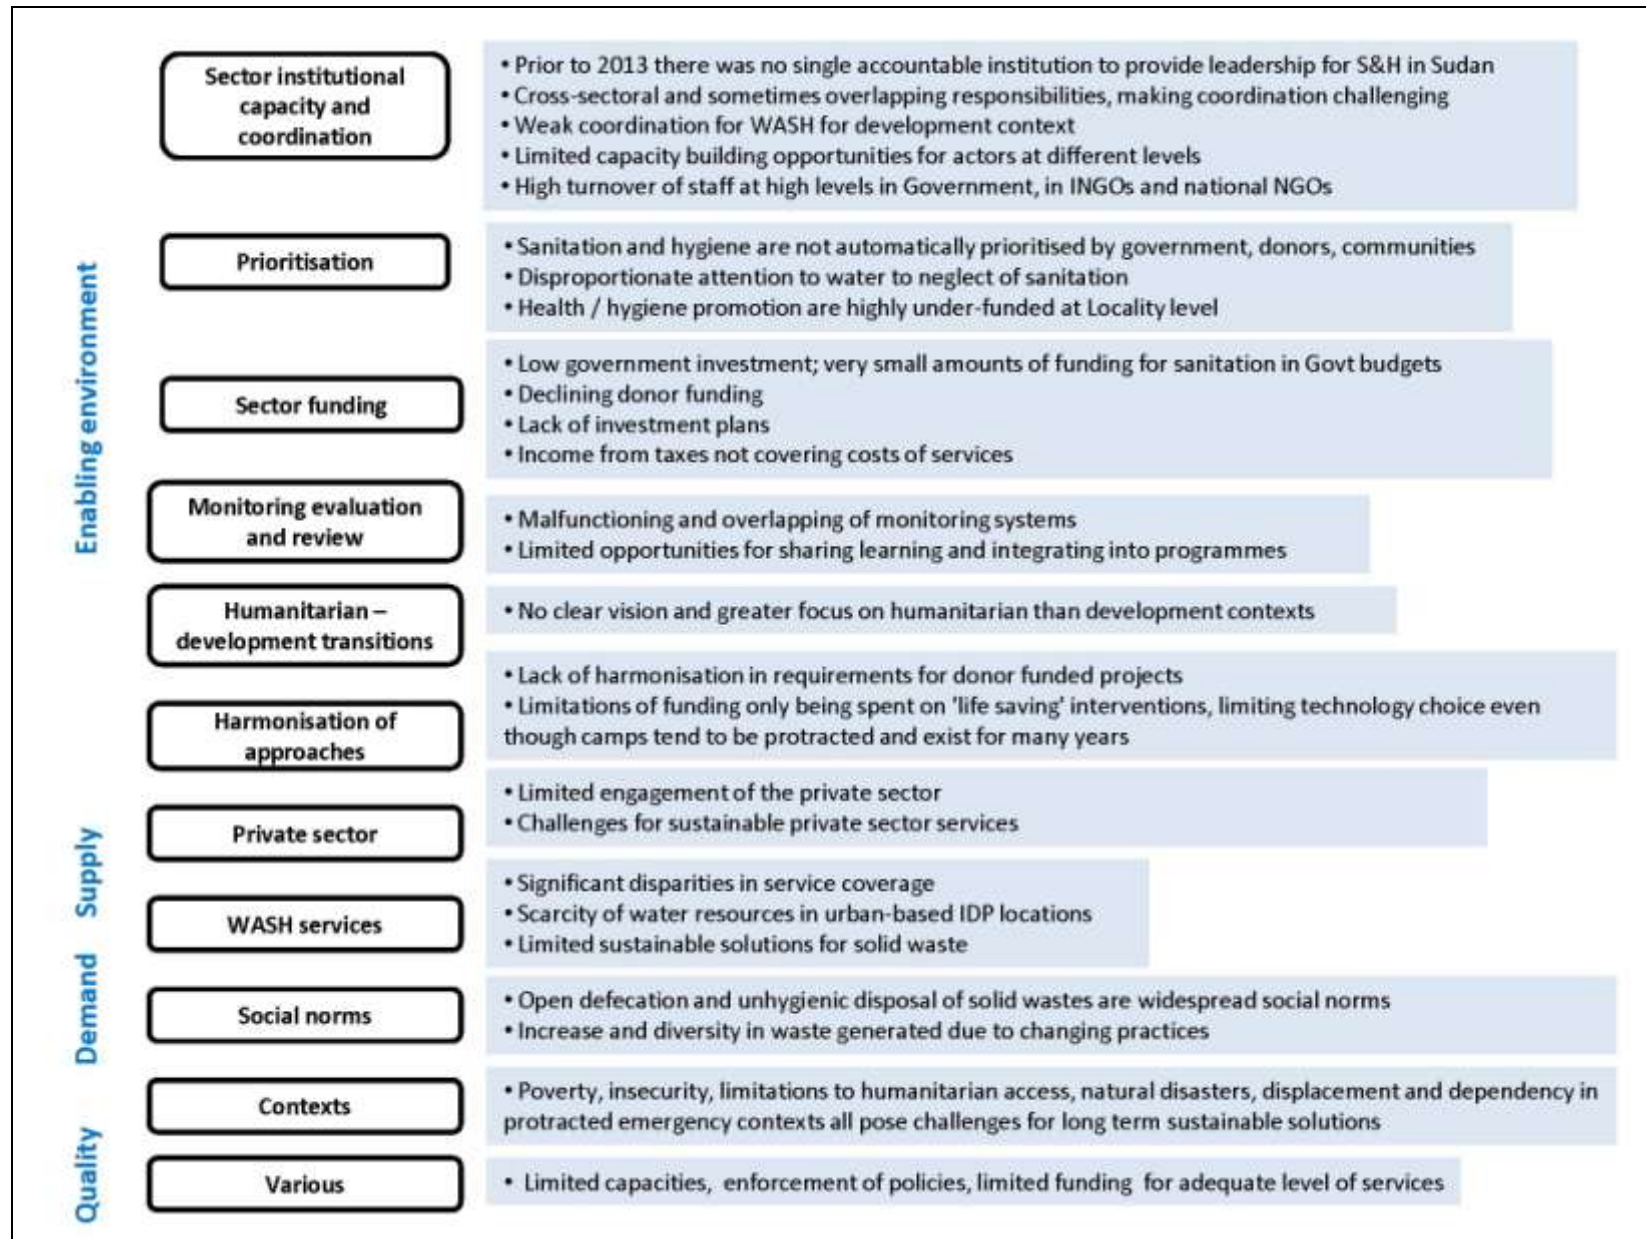 Sector institutional
capacity and
coordination
• Prior to 2013 there was no single accountable institution to provide leadership for S&H in Sudan
• Cross-sectoral and sometimes overlapping responsibilities, making coordination challenging
• Weak coordination for WASH for development context
• Limited capacity building opportunities for actors at different levels
• High turnover of staff at high levels in Government, in INGOs and national NGOs
Enabling environment
Prioritisation
• Sanitation and hygiene are not automatically prioritised by government, donors, communities
• Disproportionate attention to water to neglect of sanitation
• Health / hygiene promotion are highly under-funded at Locality level
Sector funding
• Low government investment; very small amounts of funding for sanitation in Govt budgets
• Declining donor funding
• Lack of investment plans
• Income from taxes not covering costs of services
Monitoring evaluation
and review
• Malfunctioning and overlapping of monitoring systems
• Limited opportunities for sharing learning and integrating into programmes
Humanitarian –
development transitions
• No clear vision and greater focus on humanitarian than development contexts
Harmonisation of
approaches
• Lack of harmonisation in requirements for donor funded projects
• Limitations of funding only being spent on 'life saving' interventions, limiting technology choice even
though camps tend to be protracted and exist for many years
Supply
Private sector
• Limited engagement of the private sector
• Challenges for sustainable private sector services
WASH services
• Significant disparities in service coverage
• Scarcity of water resources in urban-based IDP locations
• Limited sustainable solutions for solid waste
Demand
Social norms
• Open defecation and unhygienic disposal of solid wastes are widespread social norms
• Increase and diversity in waste generated due to changing practices
Contexts
• Poverty, insecurity, limitations to humanitarian access, natural disasters, displacement and dependency in
protracted emergency contexts all pose challenges for long term sustainable solutions
Quality
Various
• Limited capacities, enforcement of policies, limited funding for adequate level of services